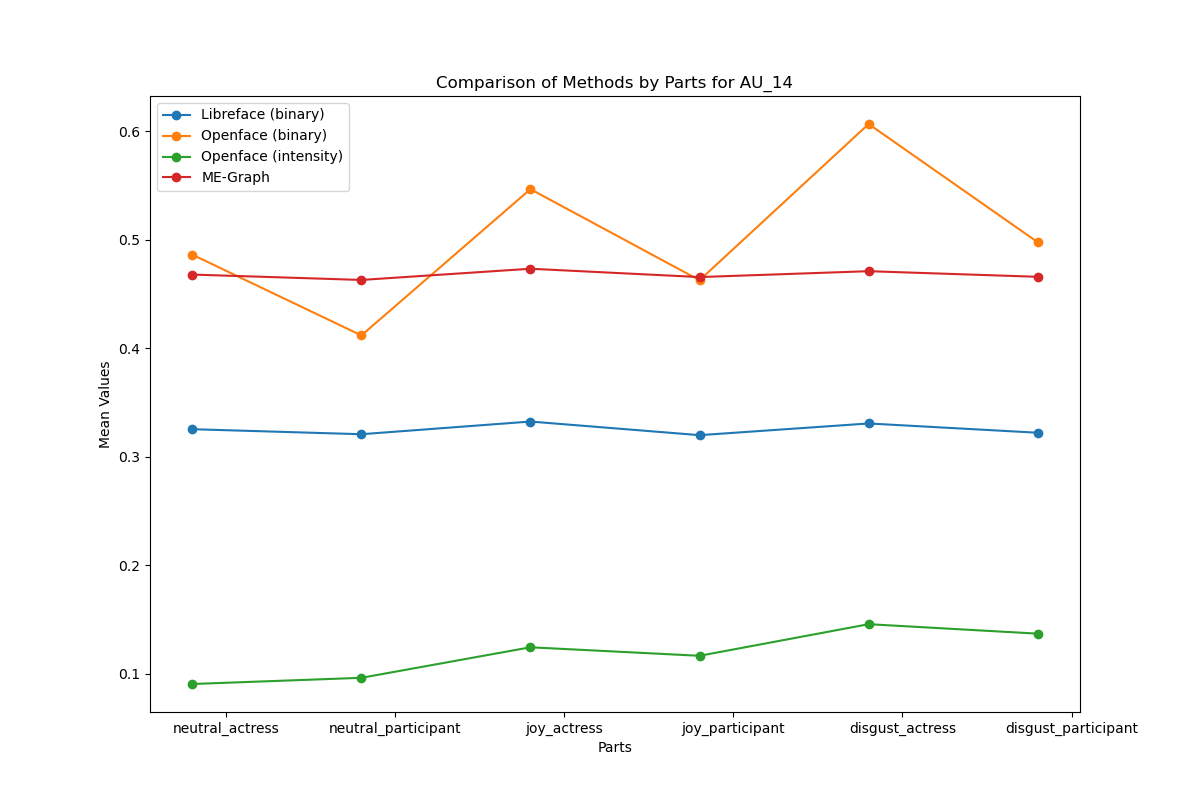 Comparison of Methods by Parts for AU_14
Libreface (binary)
Openface (binary)
Openface (intensity)
ME-Graph
0.6
0.5
0.4
0.3
0.2
0.1
Mean Values
neutral_actress neutral_participant joy_actress joy_participant disgust_actress disgust_participant
Parts